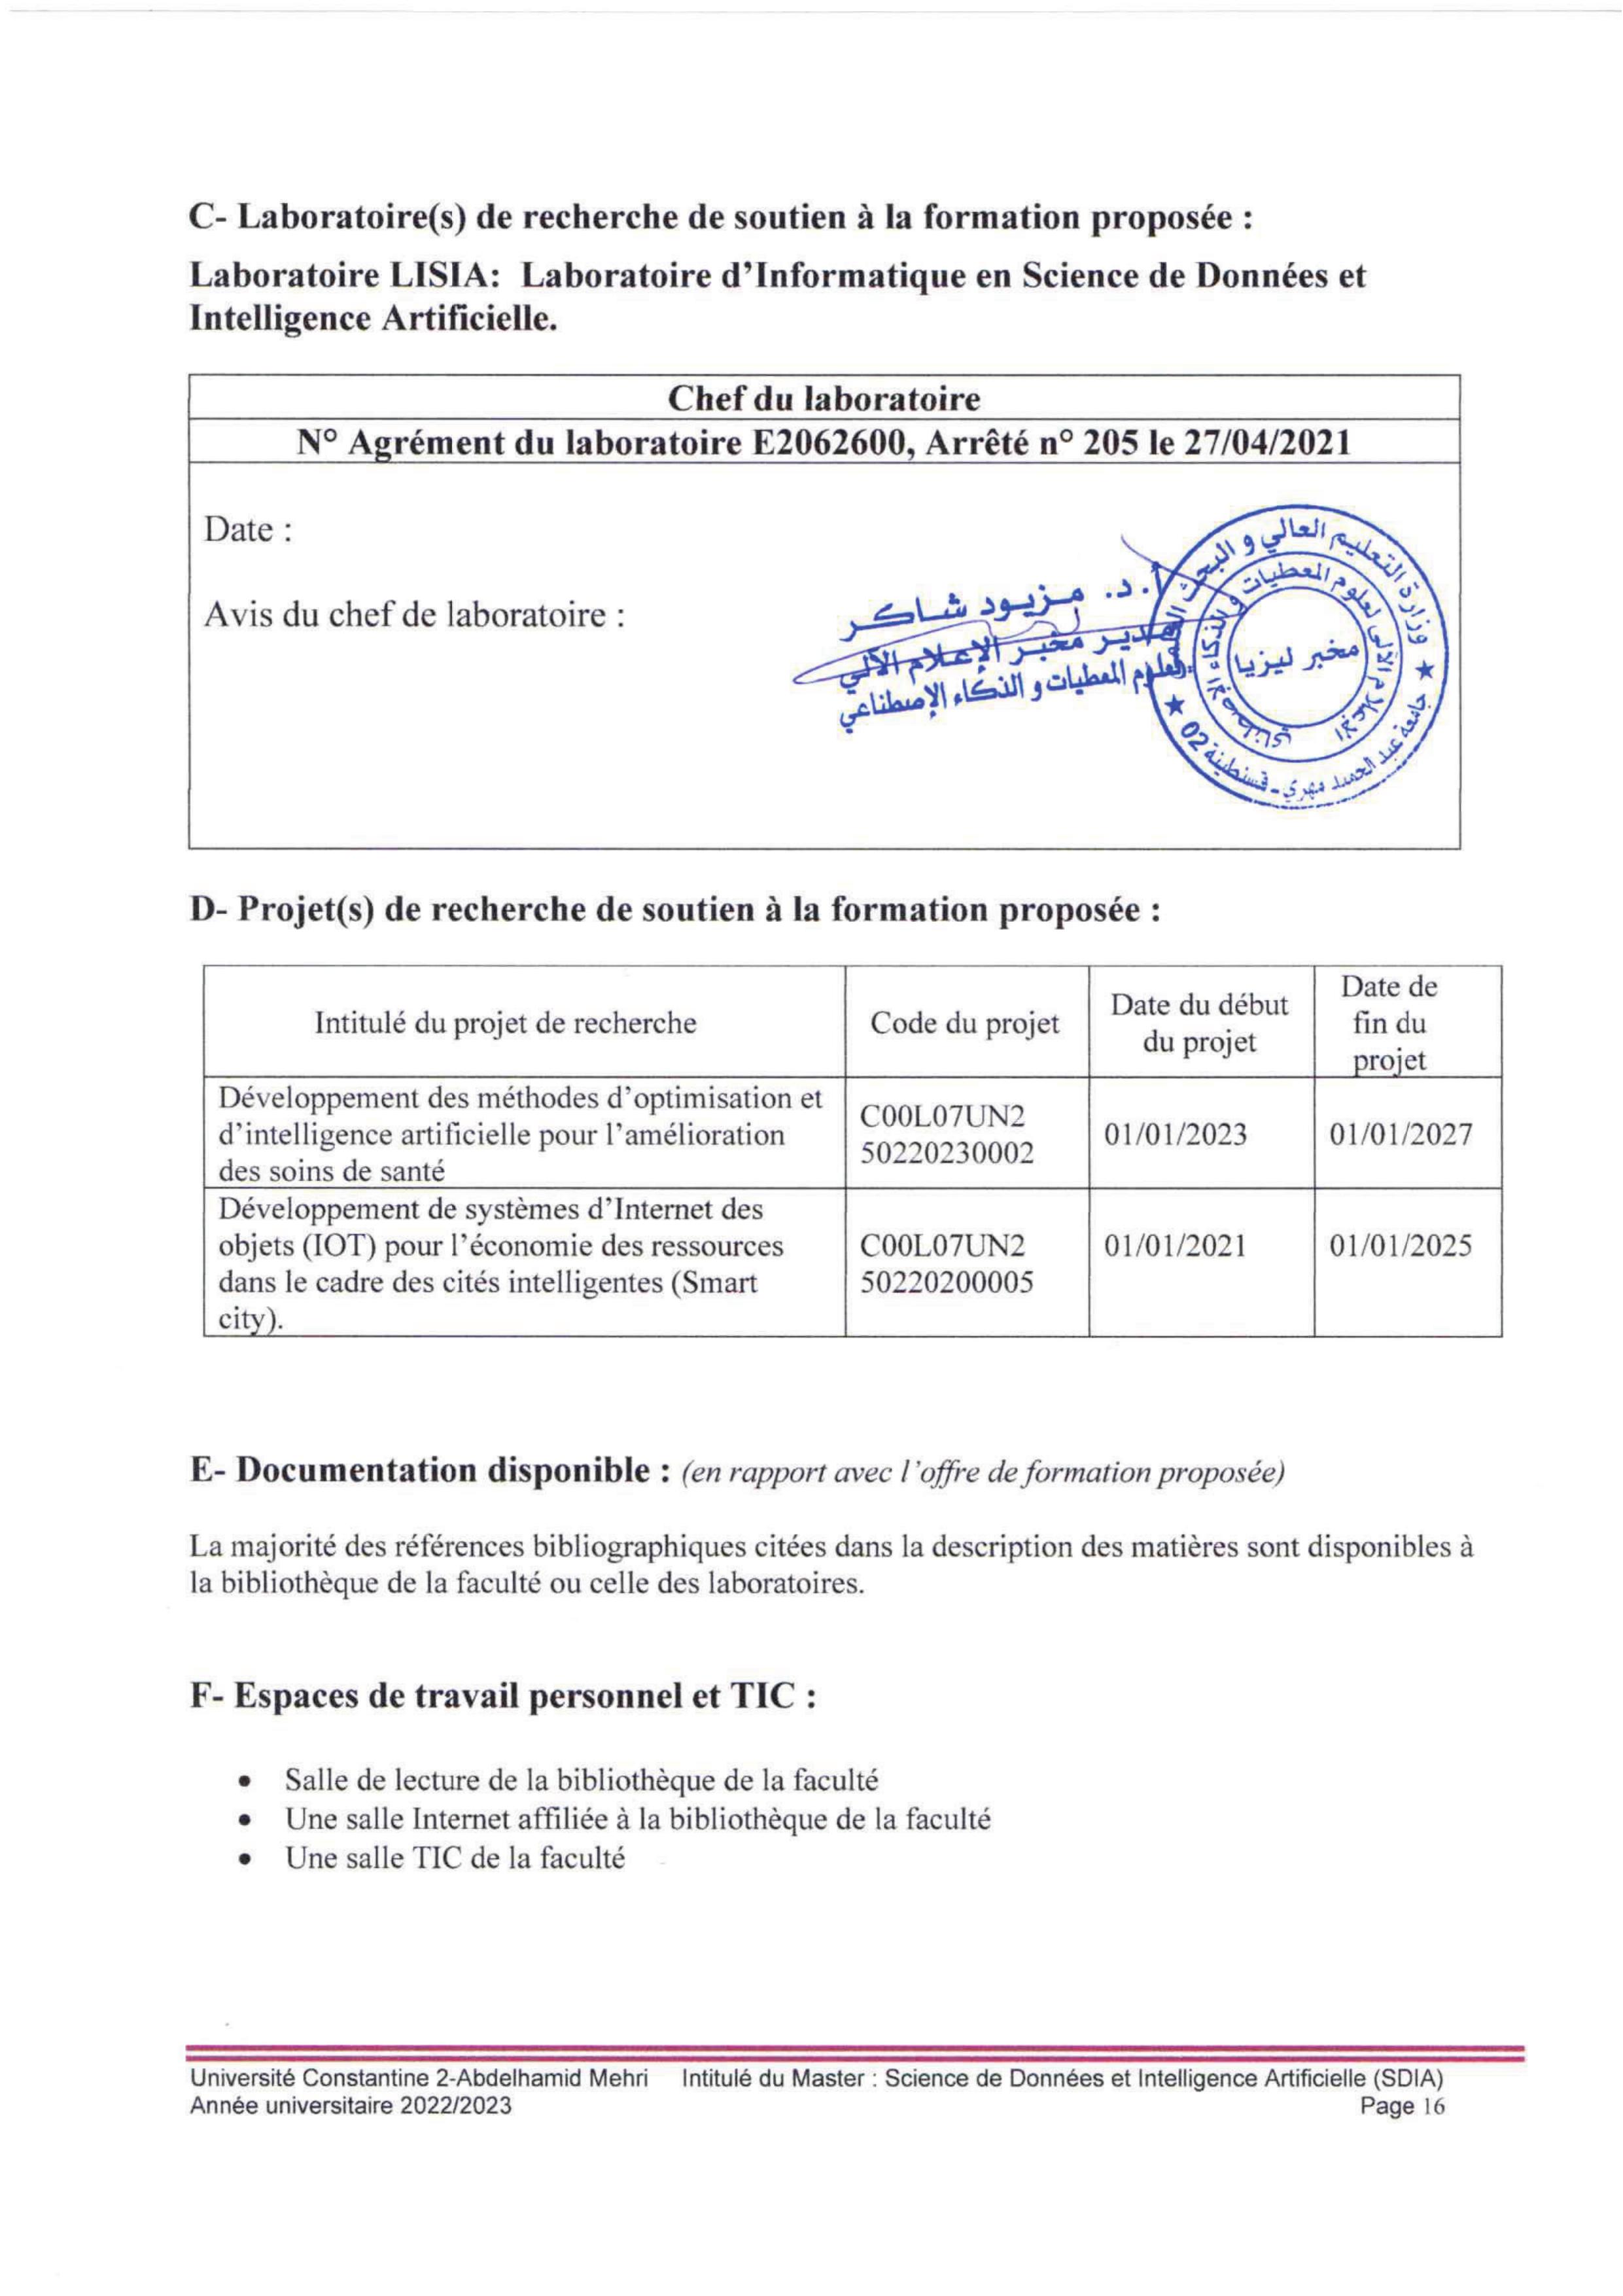 C- Laboratoire(s) de recherche de soutien à la formation proposée :
Laboratoire LISIA:  Laboratoire d’Informatique en Science de Données et
Intelligence Artificielle.
Chef du laboratoire
N° Agrément du laboratoire E2062600, Arrêté n° 205 le 27/04/2021
Date :
Avis du chef de laboratoire :
أ.د. مزيود شاكر
مدير مخبر الإعلام الآلي
لعلوم المعطيات و الذكاء الإصطناعي
وزارة التعليم العالي و البحث
جامعة عبد الحميد مهري - قسنطينة 02
الإعلام الآلي لعلوم المعطيات و الذكاء الإصطناعي
مخبر ليزيا
D- Projet(s) de recherche de soutien à la formation proposée :
Intitulé du projet de recherche
Code du projet
Date du début
du projet
Date de
fin du
projet
Développement des méthodes d’optimisation et
d’intelligence artificielle pour l’amélioration
des soins de santé
C00L07UN2
50220230002
01/01/2023
01/01/2027
Développement de systèmes d’Internet des
objets (IOT) pour l’économie des ressources
dans le cadre des cités intelligentes (Smart
city).
C00L07UN2
50220200005
01/01/2021
01/01/2025
E- Documentation disponible : (en rapport avec l’offre de formation proposée)
La majorité des références bibliographiques citées dans la description des matières sont disponibles à
la bibliothèque de la faculté ou celle des laboratoires.
F- Espaces de travail personnel et TIC :
• Salle de lecture de la bibliothèque de la faculté
• Une salle Internet affiliée à la bibliothèque de la faculté
• Une salle TIC de la faculté
Université Constantine 2-Abdelhamid Mehri Intitulé du Master : Science de Données et Intelligence Artificielle (SDIA)
Année universitaire 2022/2023 Page 16